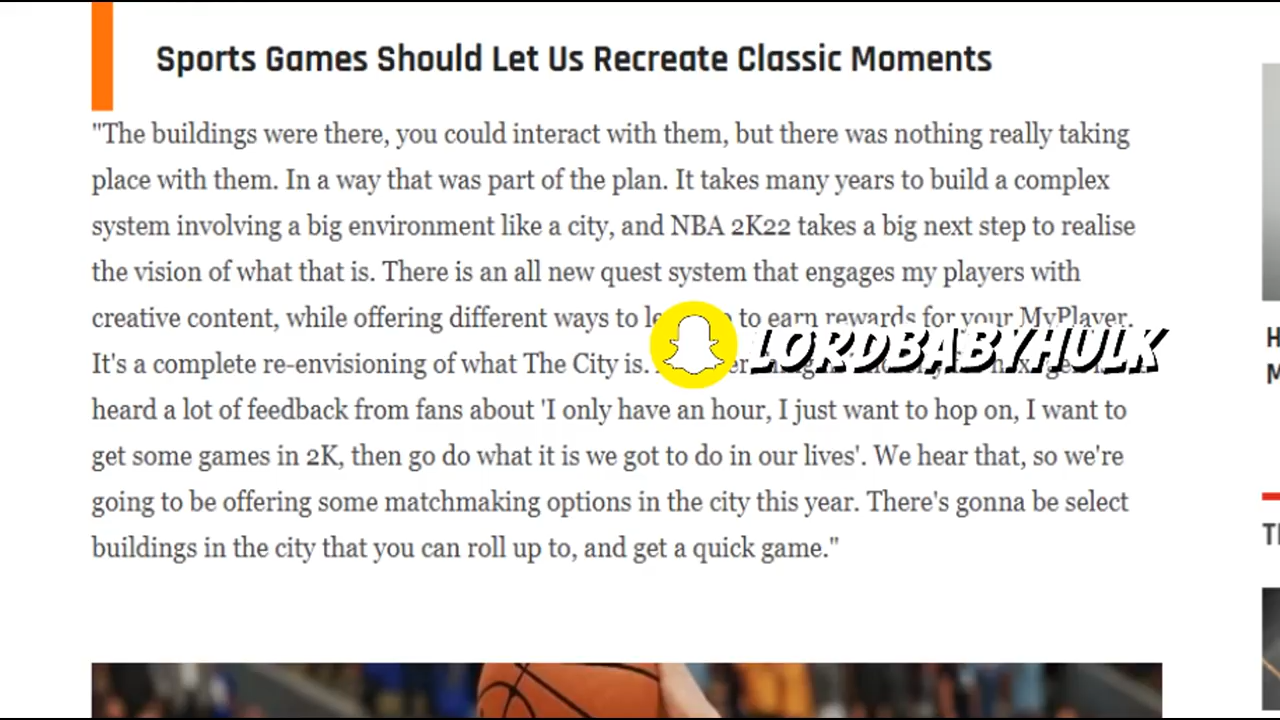 Sports Games Should Let Us Recreate Classic Moments
"The buildings were there, you could interact with them, but there was nothing really taking
place with them. In a way that was part of the plan. It takes many years to build a complex
system involving a big environment like a city, and NBA 2K22 takes a big next step to realise
the vision of what that is. There is an all new quest system that engages my players with
creative content, while offering different ways to to earn rewards for your MyPlayer.
It's a complete re-envisioning of what The City is.
LORDBABYHULK
heard a lot of feedback from fans about 'I only have an hour, I just want to hop on, I want to
get some games in 2K, then go do what it is we got to do in our lives'. We hear that, so we're
going to be offering some matchmaking options in the city this year. There's gonna be select
buildings in the city that you can roll up to, and get a quick game."